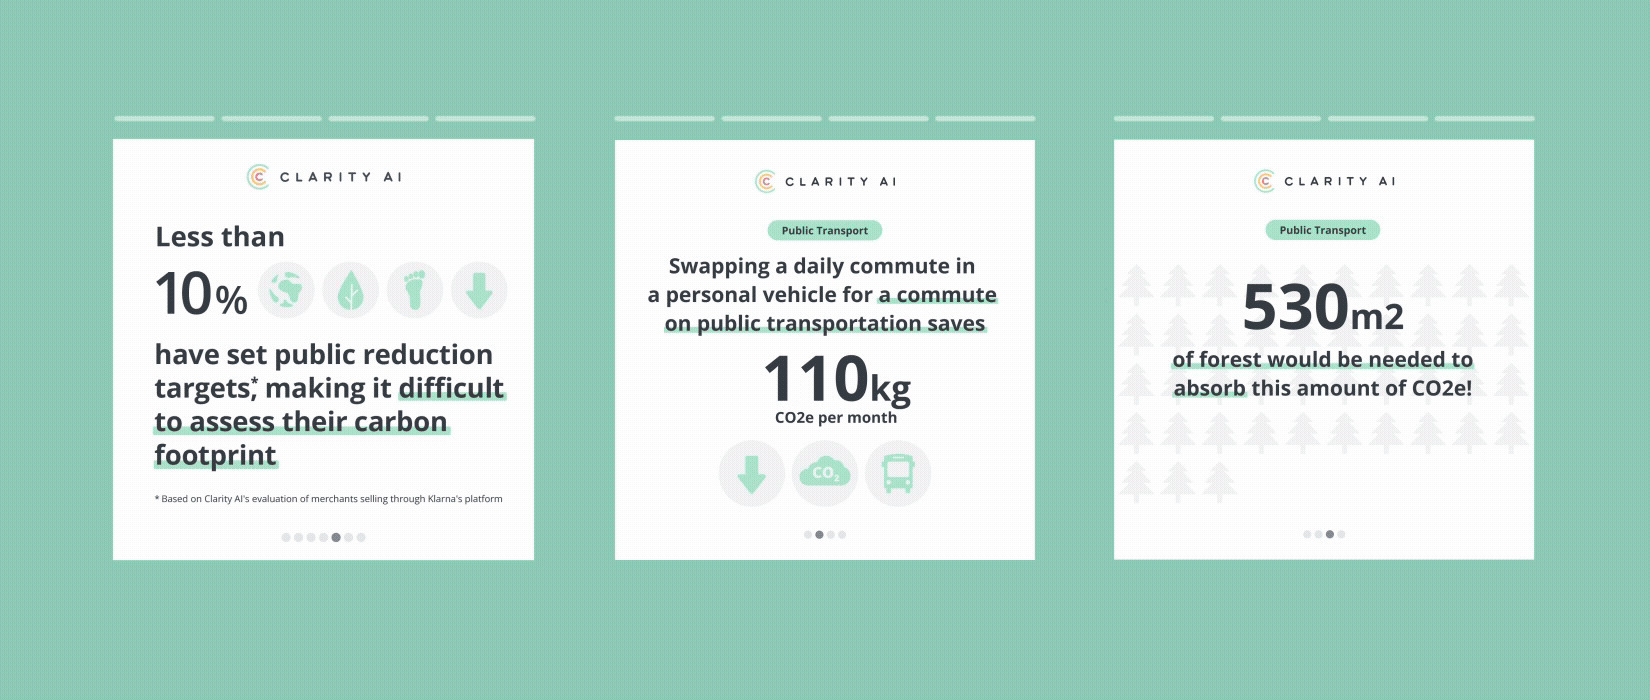 CLARITY AI
Less than
10%
have set public reduction
targets,* making it difficult
to assess their carbon
footprint
* Based on Clarity AI's evaluation of merchants selling through Klarna's platform
CLARITY AI
Public Transport
Swapping a daily commute in
a personal vehicle for a commute
on public transportation saves
110kg
CO2e per month
CO2
CLARITY AI
Public Transport
530m2
of forest would be needed to
absorb this amount of CO2e!